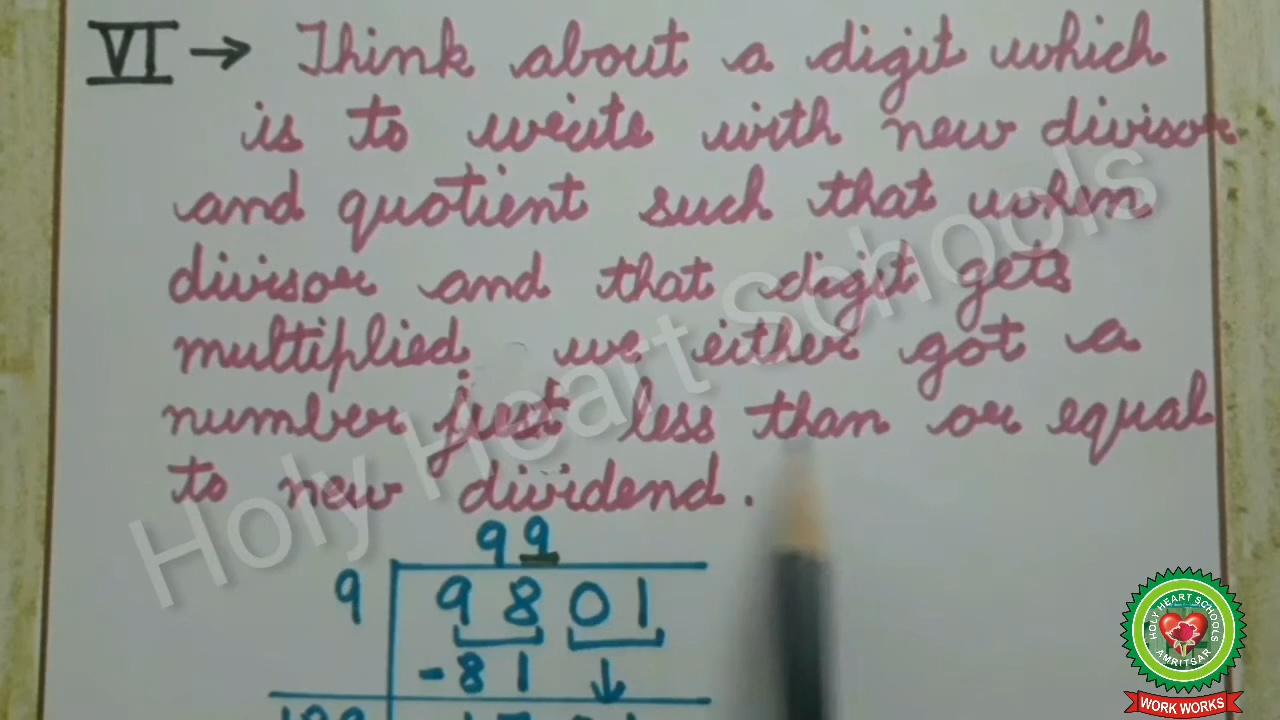 VI → Think about a digit which
is to write with new divisor
and quotient such that when
divisor and that digit gets
multiplied we either got a
number just less than or equal
to new dividend.
99
9 98 01
-81 ↓
Holy Heart Schools
HOLY HEART SCHOOLS
AMRITSAR
WORK WORKS